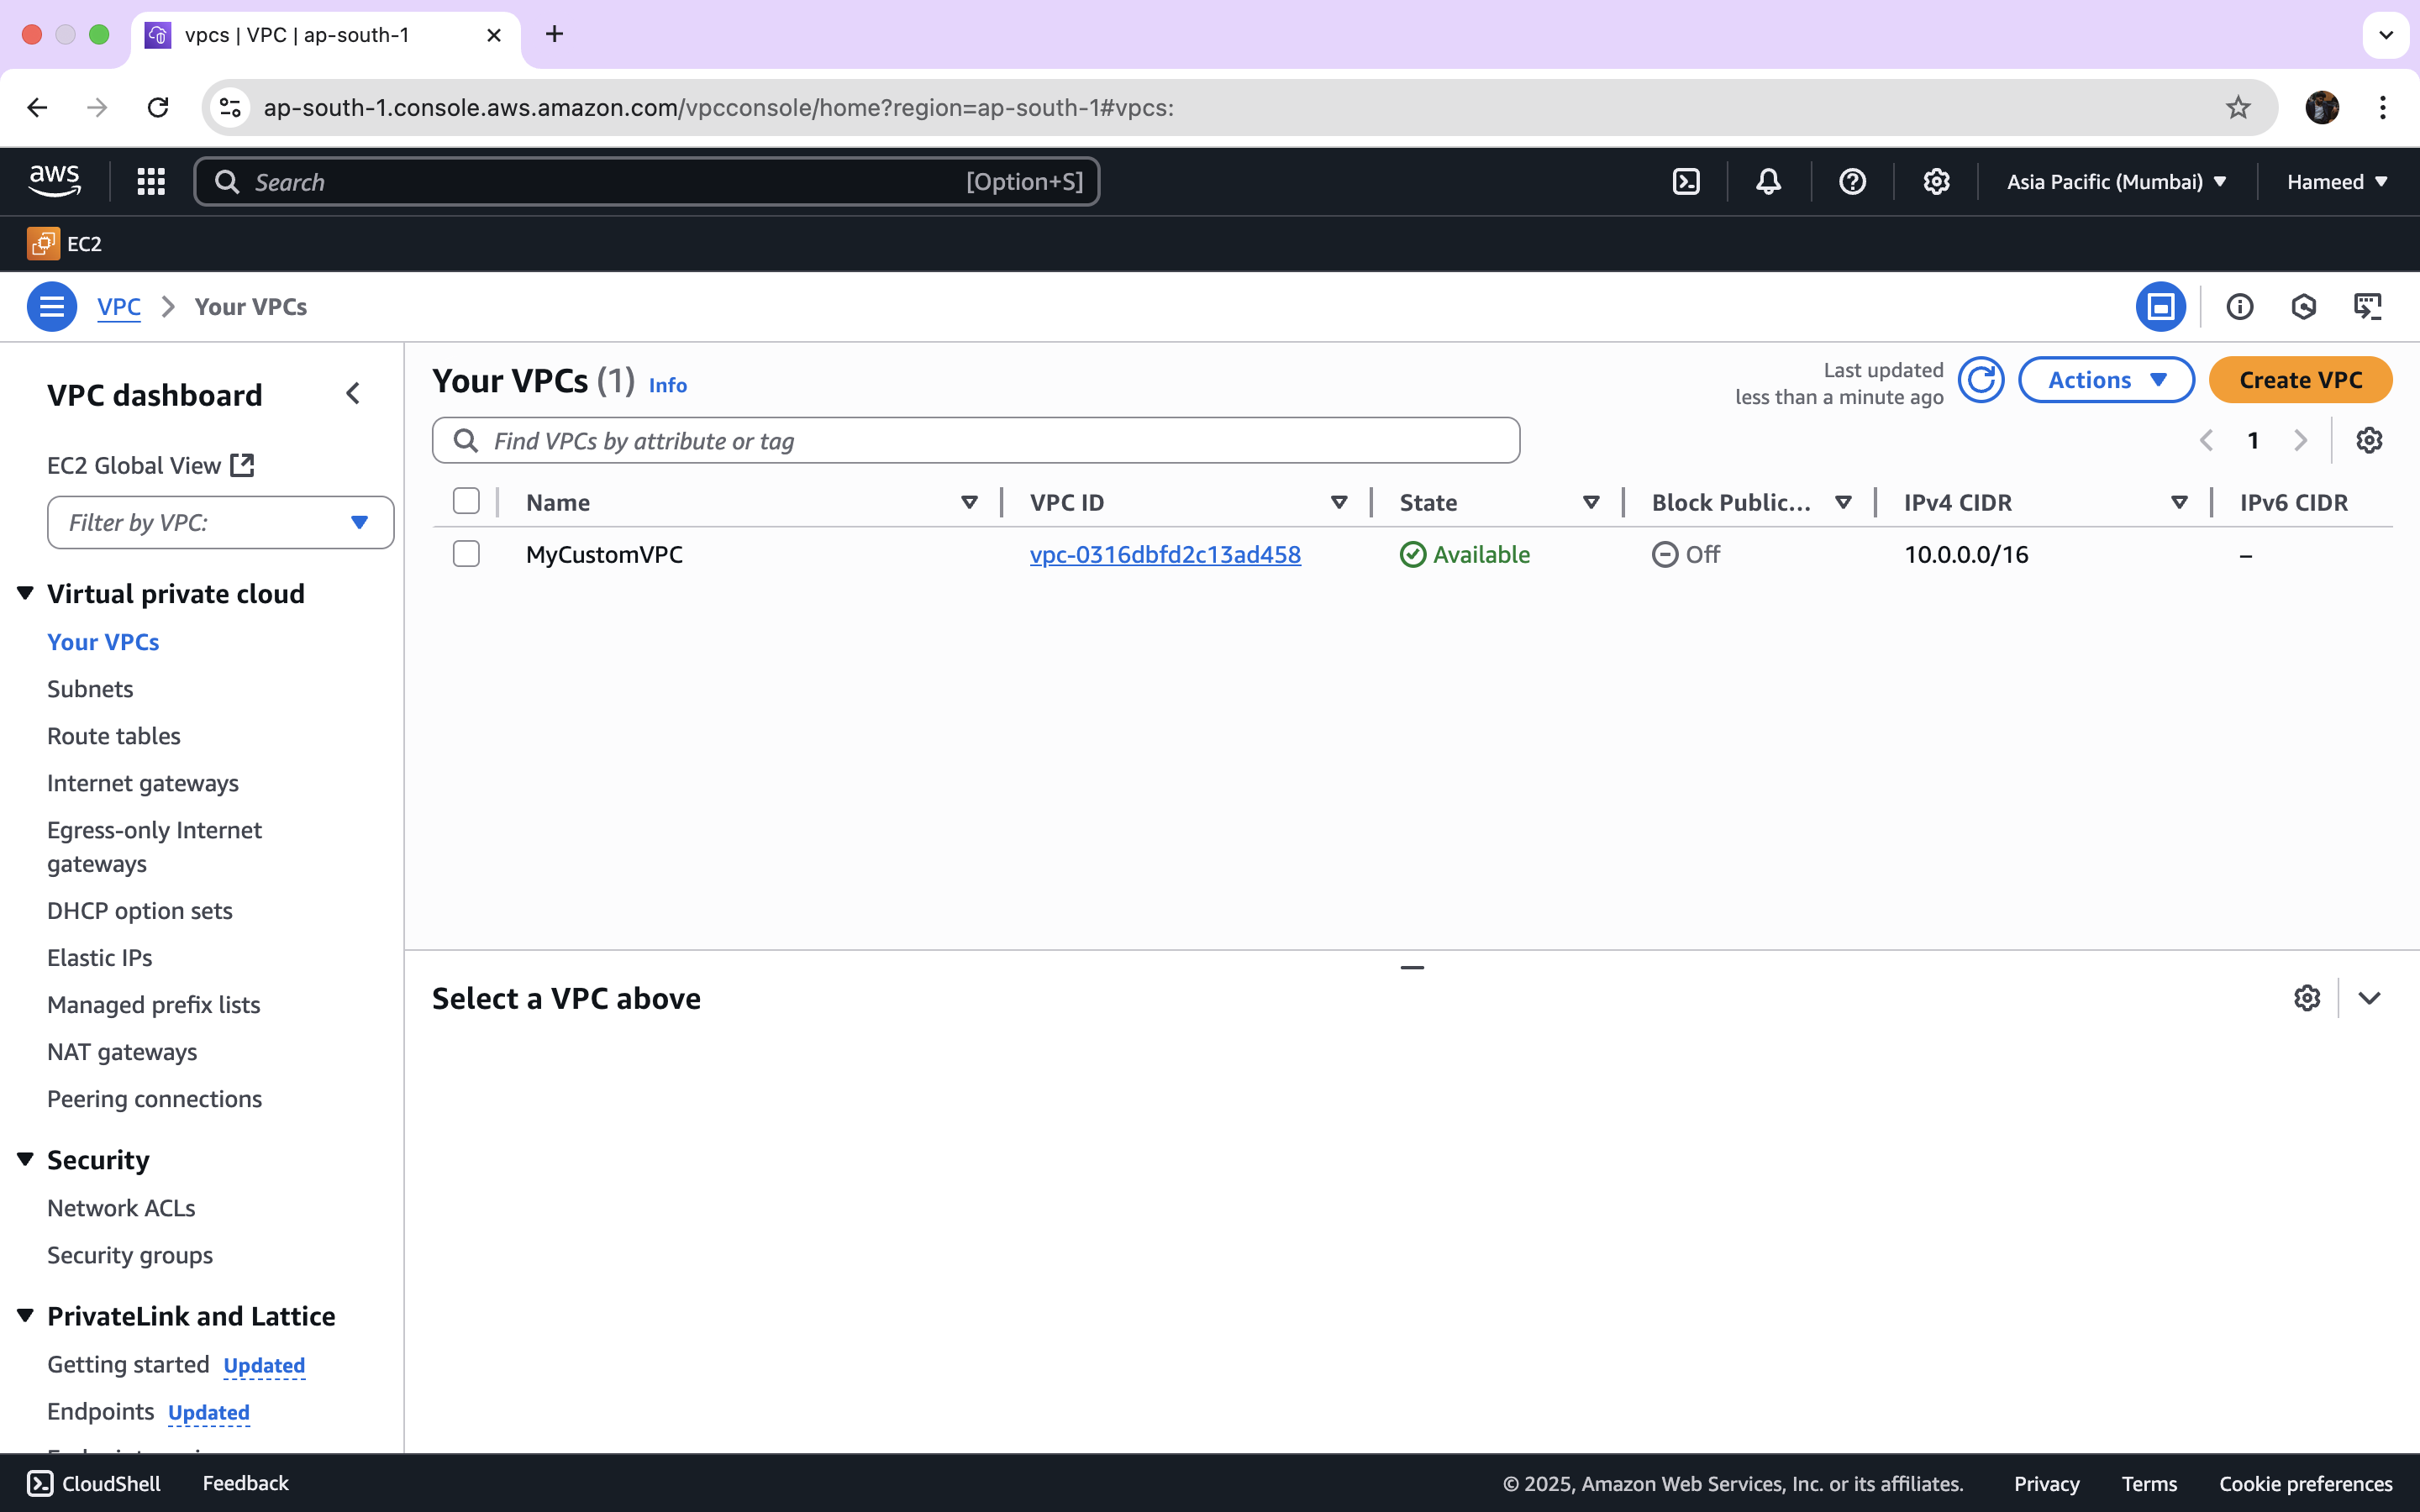 vpcs | VPC | ap-south-1
ap-south-1.console.aws.amazon.com/vpcconsole/home?region=ap-south-1#vpcs:
aws
Search
[Option+S]
Asia Pacific (Mumbai)
Hameed
EC2
VPC
Your VPCs
VPC dashboard
EC2 Global View
Filter by VPC:
Virtual private cloud
Your VPCs
Subnets
Route tables
Internet gateways
Egress-only Internet
gateways
DHCP option sets
Elastic IPs
Managed prefix lists
NAT gateways
Peering connections
Security
Network ACLs
Security groups
PrivateLink and Lattice
Getting started Updated
Endpoints Updated
Your VPCs (1) Info
Last updated
less than a minute ago
Actions
Create VPC
Find VPCs by attribute or tag
1
Name
VPC ID
State
Block Public...
IPv4 CIDR
IPv6 CIDR
MyCustomVPC
vpc-0316dbfd2c13ad458
Available
Off
10.0.0.0/16
–
Select a VPC above
CloudShell
Feedback
© 2025, Amazon Web Services, Inc. or its affiliates.
Privacy
Terms
Cookie preferences